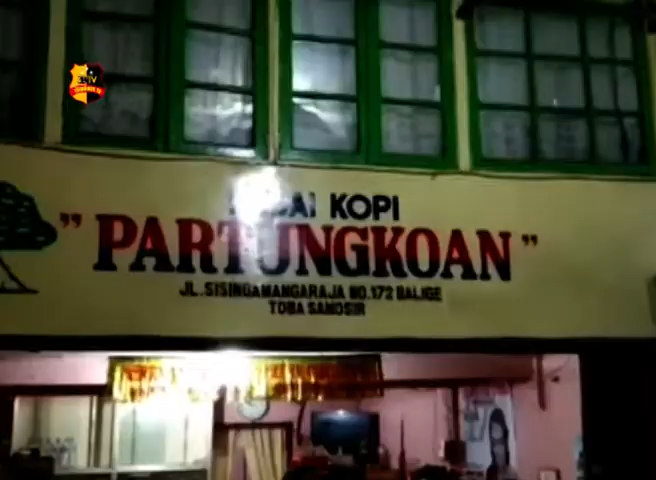 KOPI
" PARTUNGKOAN "
JL. SISINGAMANGARAJA NO.172 BALIGE
TOBA SAMOSIR